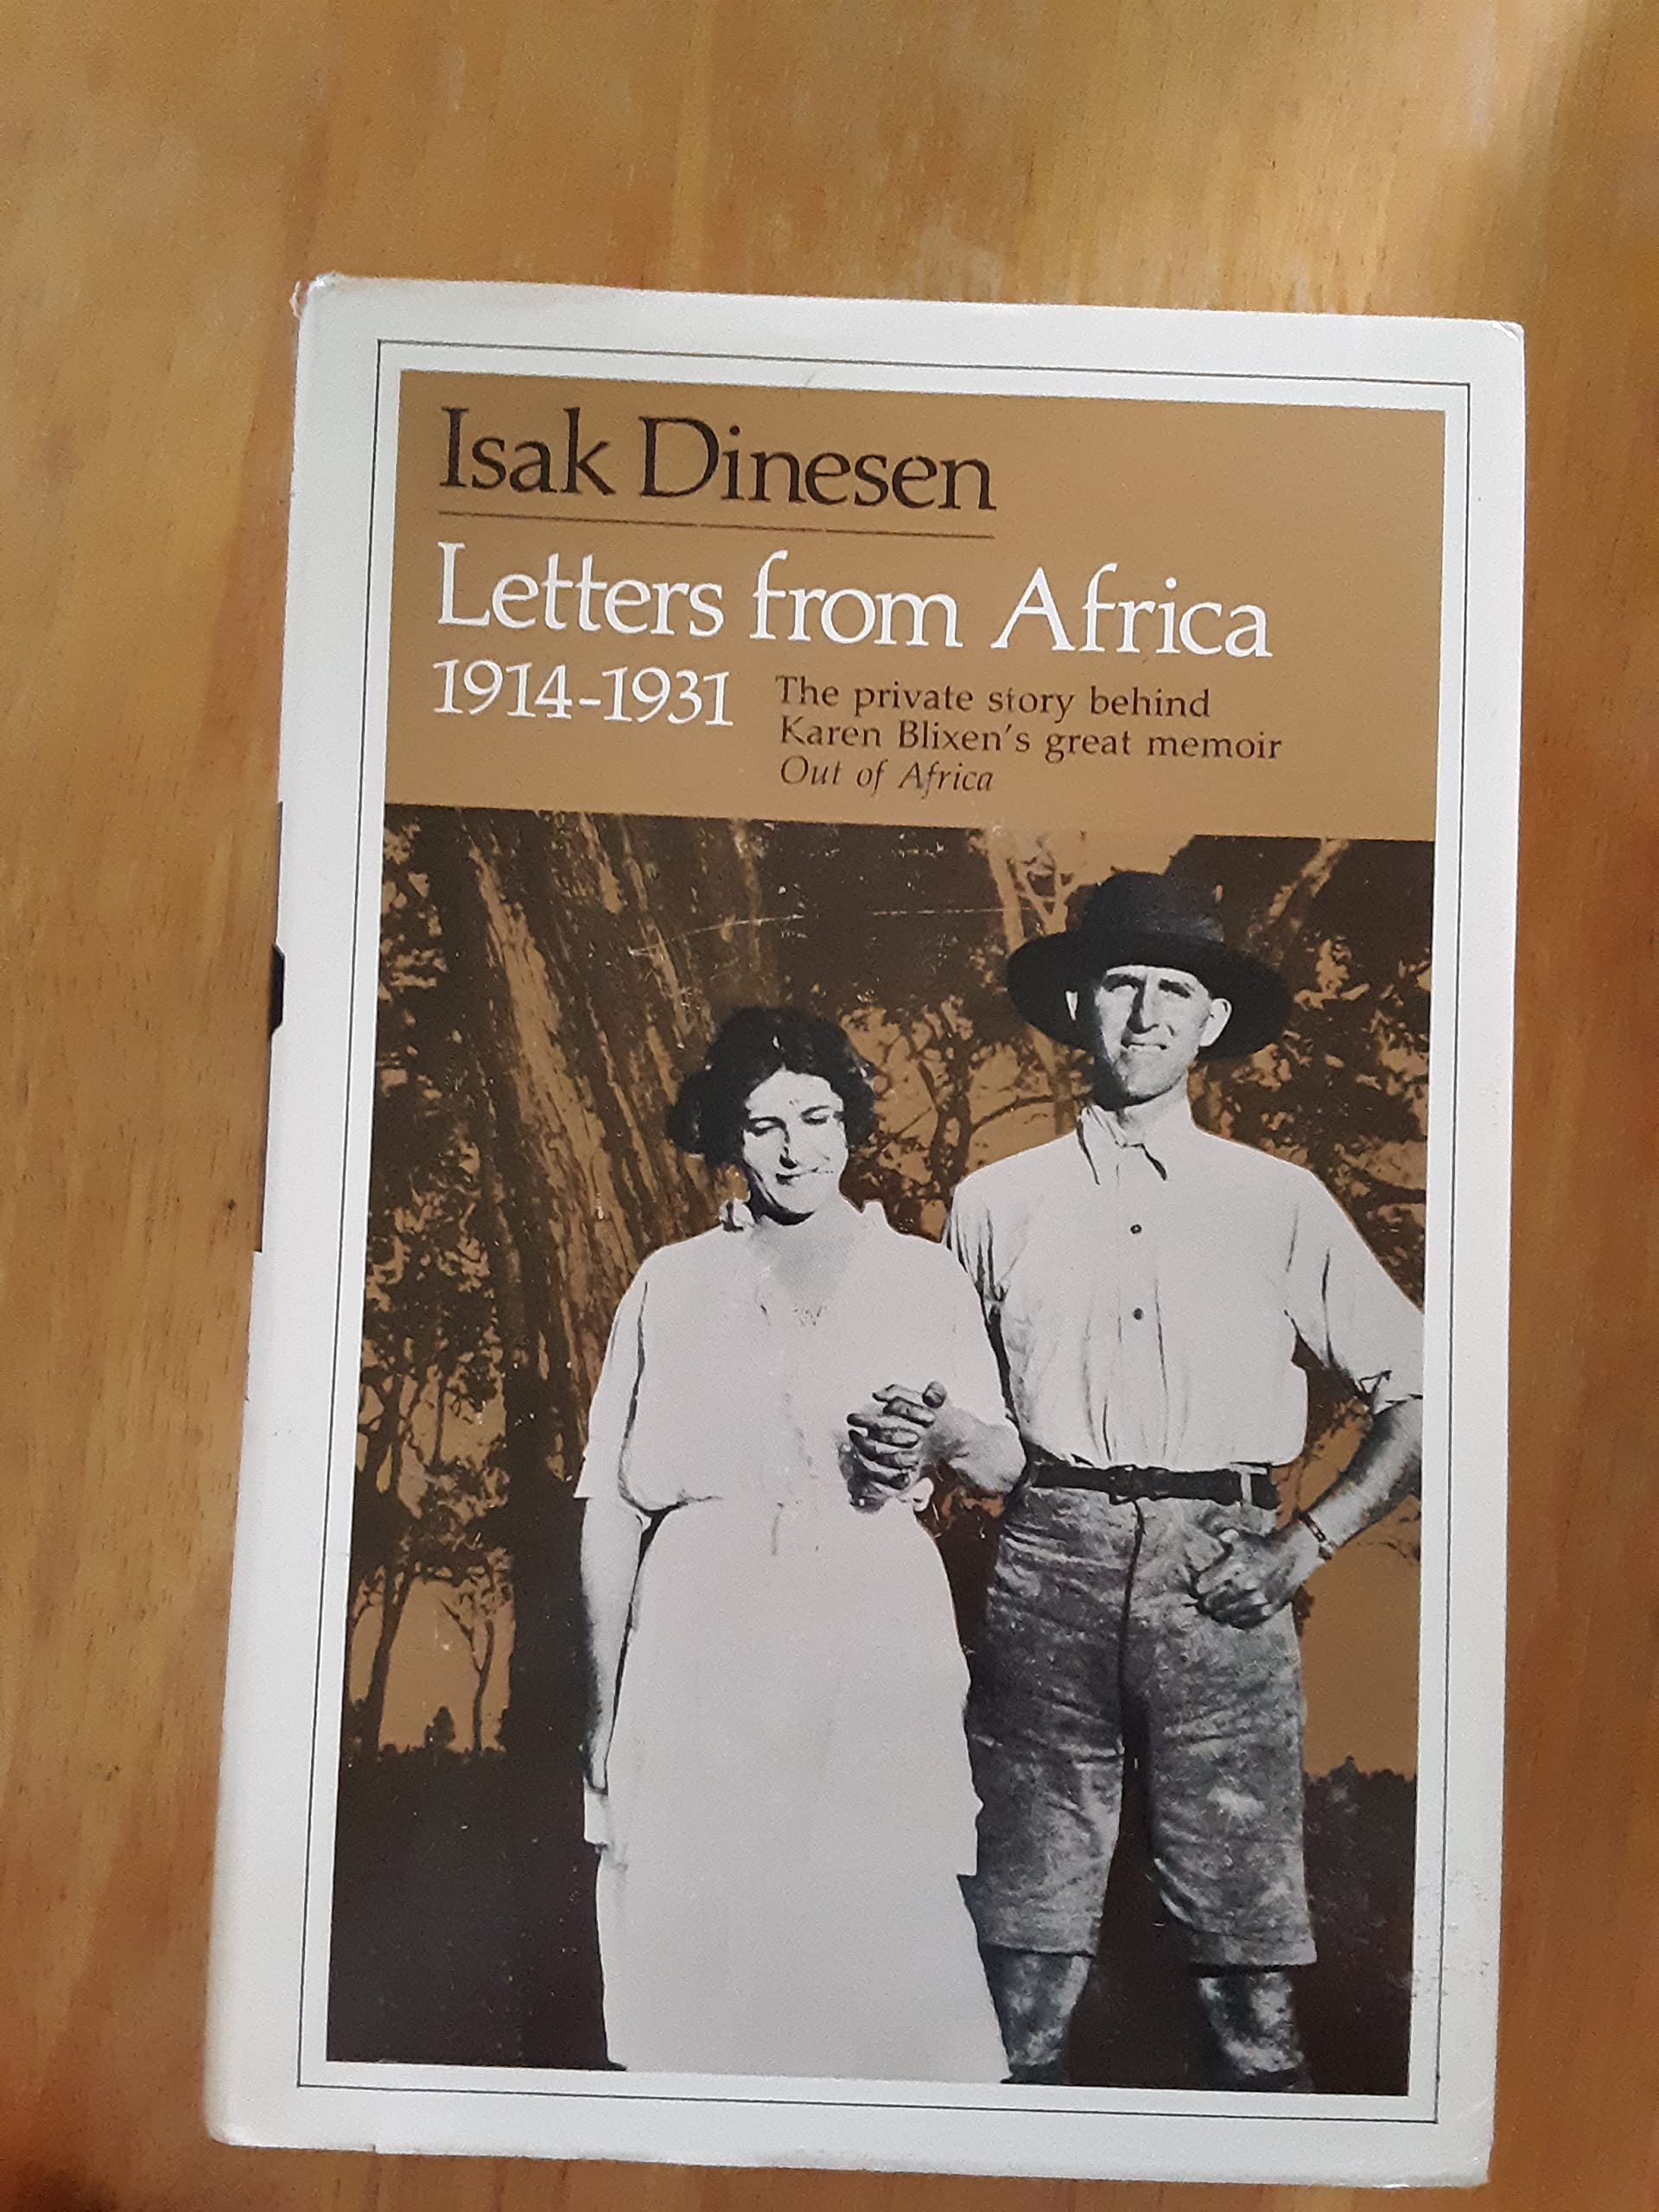 Isak Dinesen
Letters from Africa
1914-1931
The private story behind
Karen Blixen's great memoir
Out of Africa